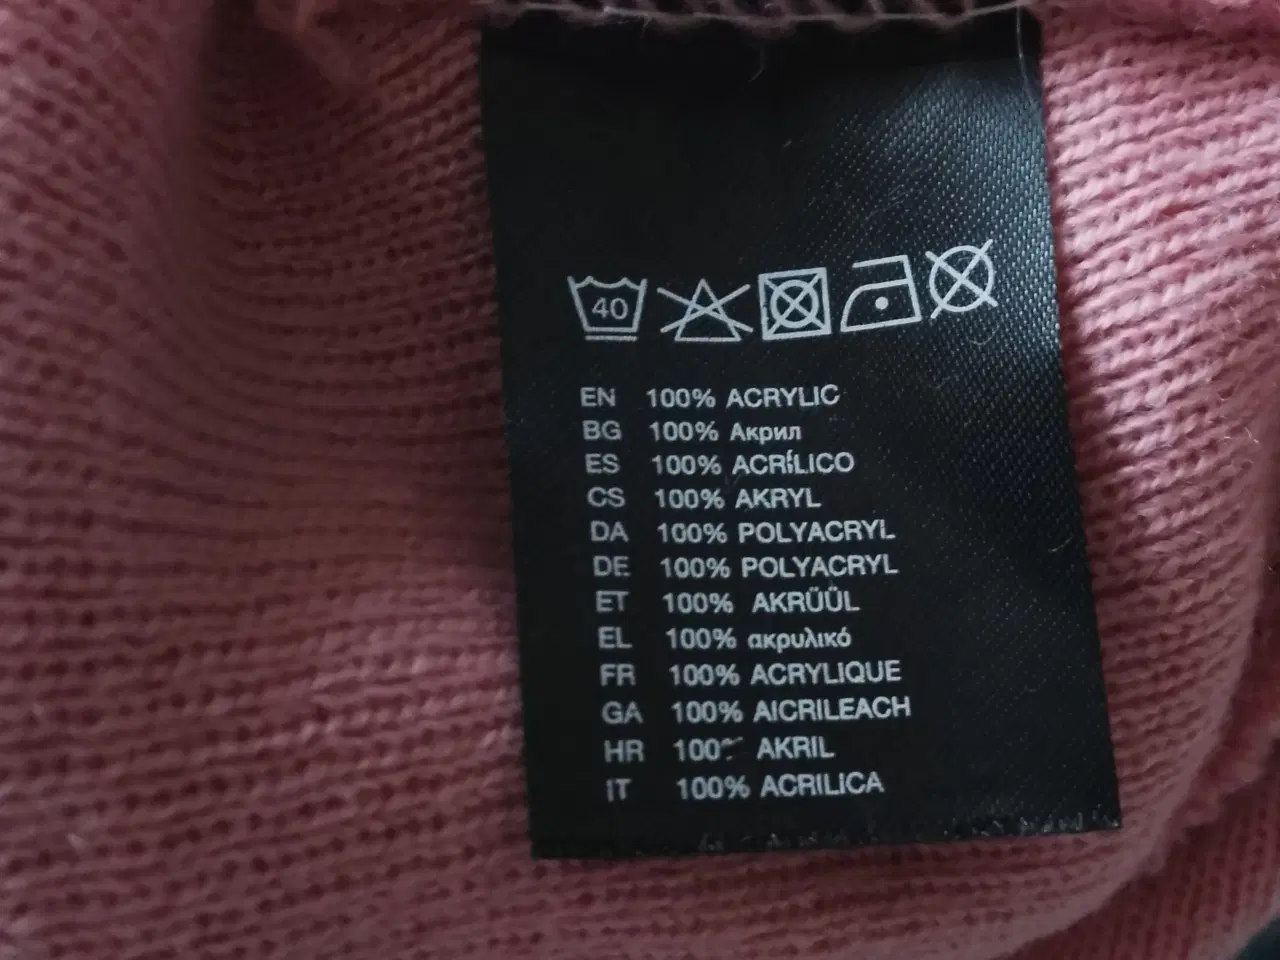 40
EN 100% ACRYLIC
BG 100% Акрил
ES 100% ACRÍLICO
CS 100% AKRYL
DA 100% POLYACRYL
DE 100% POLYACRYL
ET 100% AKRÜÜL
EL 100% ακρυλικό
FR 100% ACRYLIQUE
GA 100% AICRILEACH
HR 100% AKRIL
IT 100% ACRILICA